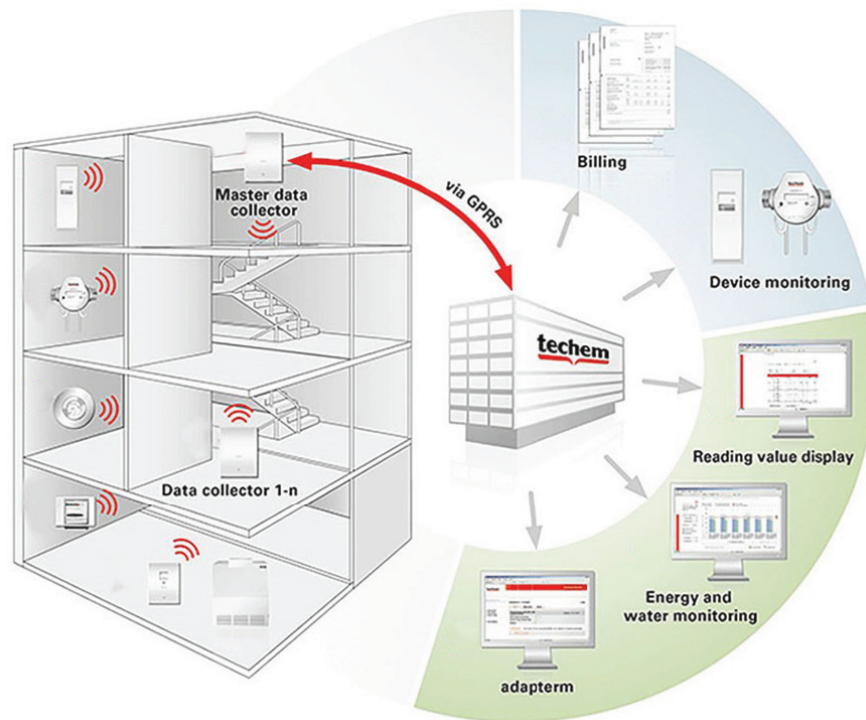 Billing
Master data
collector
via GPRS
Device monitoring
techem
Reading value display
Data collector 1-n
Energy and
water monitoring
adapterm